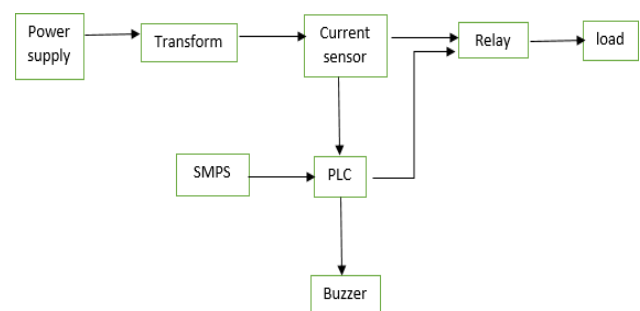 Power
supply
Transform
Current
sensor
Relay
load
SMPS
PLC
Buzzer